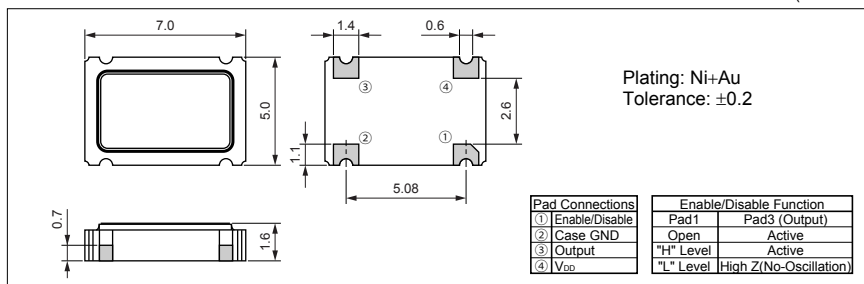 7.0
5.0
1.4
0.6
③
④
②
①
2.6
1.1
5.08
0.7
1.6
Plating: Ni+Au
Tolerance: ±0.2
Pad Connections
① Enable/Disable
② Case GND
③ Output
④ VDD
Enable/Disable Function
Pad1 Pad3 (Output)
Open Active
"H" Level Active
"L" Level High Z(No-Oscillation)